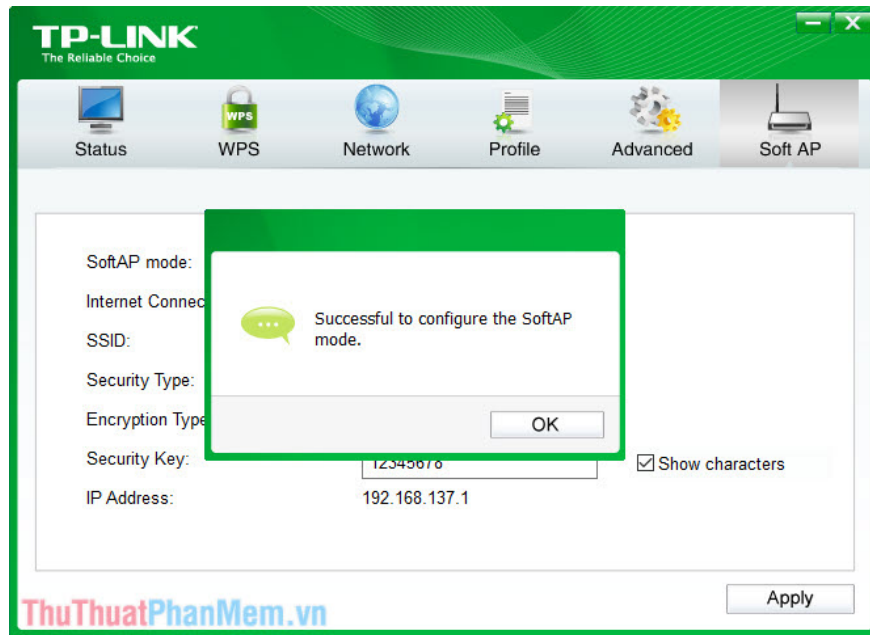 TP-LINK
The Reliable Choice
Status
WPS
WPS
Network
Profile
Advanced
Soft AP
SoftAP mode:
Internet Connec
SSID:
Security Type:
Encryption Type
Security Key:
12345678
Show characters
IP Address:
192.168.137.1
Successful to configure the SoftAP
mode.
OK
Apply
ThuThuatPhanMem.vn